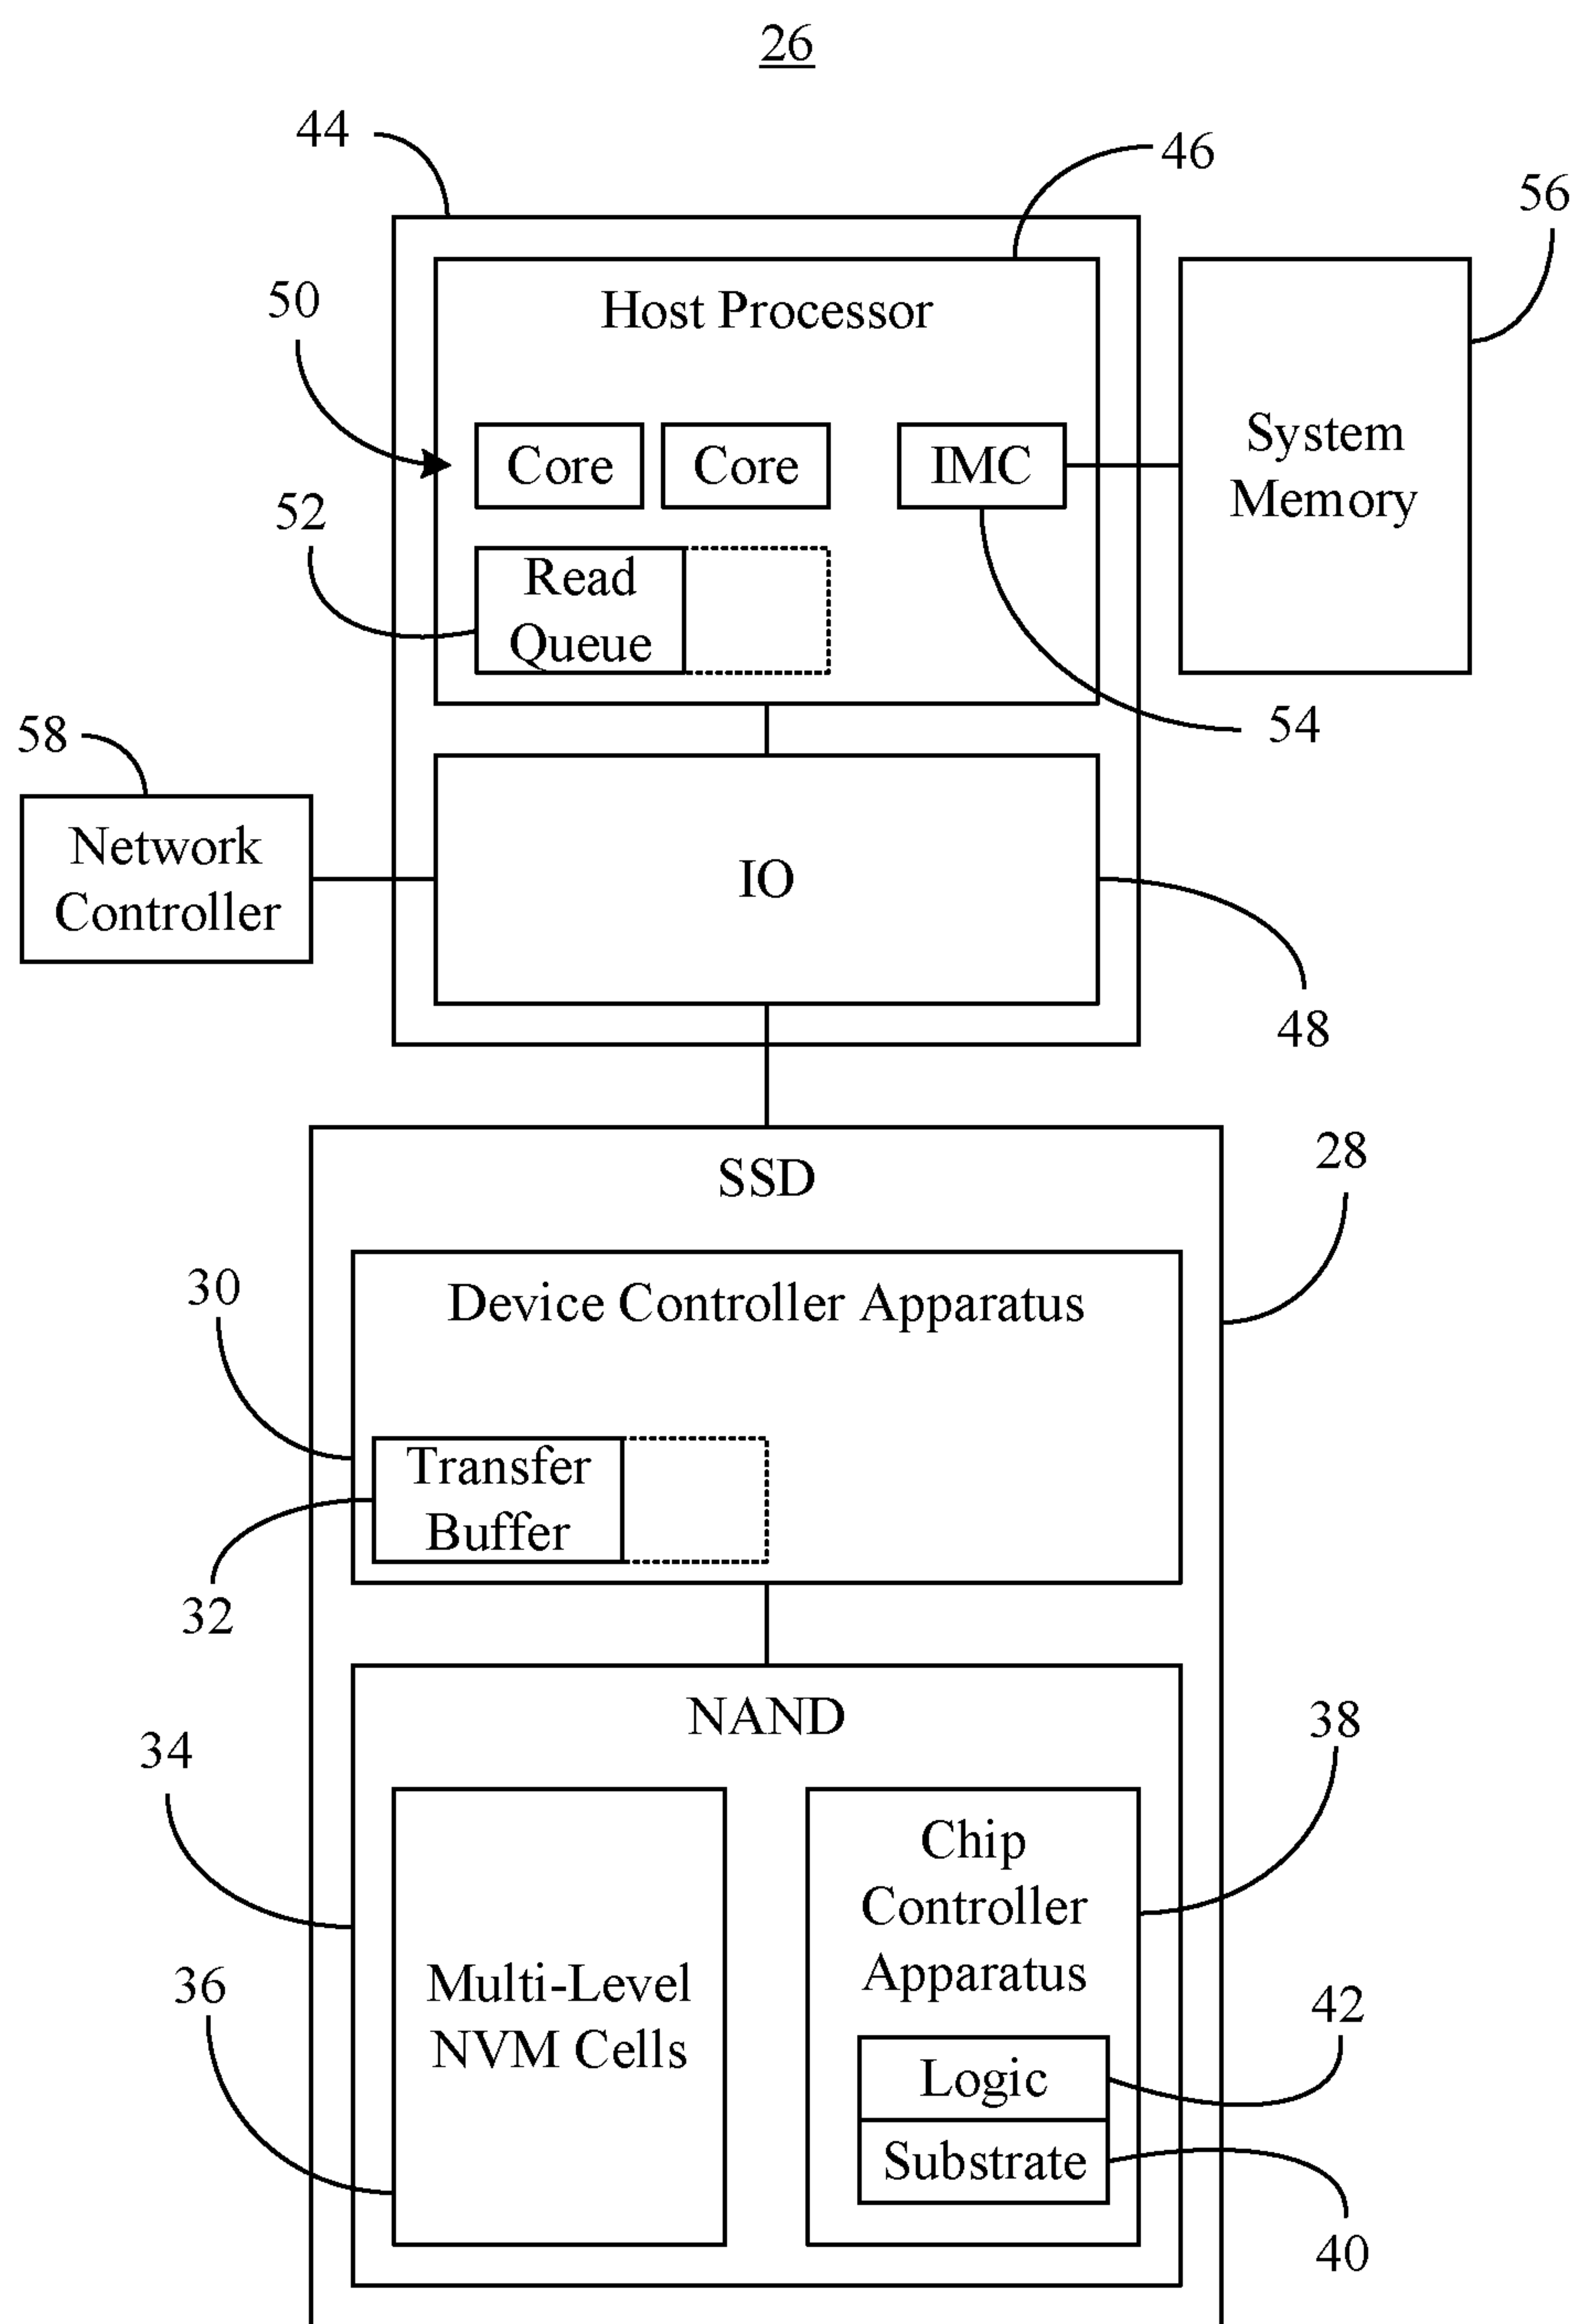 26
44
46
56
50
Host Processor
Core
Core
IMC
System
Memory
52
Read
Queue
54
58
Network
Controller
IO
48
SSD
28
30
Device Controller Apparatus
Transfer
Buffer
32
NAND
34
38
Chip
Controller
Apparatus
36
Multi-Level
NVM Cells
42
Logic
Substrate
40